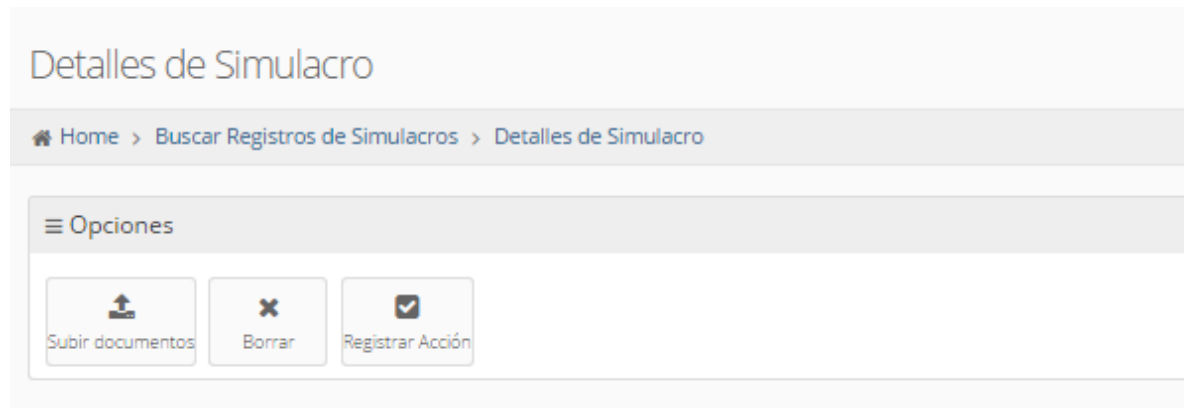 Detalles de Simulacro
Home > Buscar Registros de Simulacros > Detalles de Simulacro
Opciones
Subir documentos Borrar Registrar Acción